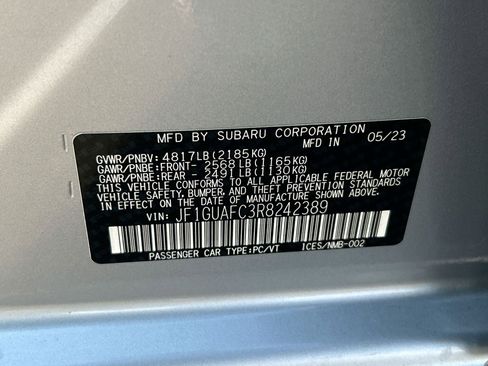 MFD BY SUBARU CORPORATION
MFD IN 05/23
GVWR/PNBV: 4817LB(2185KG)
GAWR/PNBE:FRONT- 2568LB(1165KG)
GAWR/PNBE:REAR - 2491LB(1130KG)
THIS VEHICLE CONFORMS TO ALL APPLICABLE FEDERAL MOTOR
VEHICLE SAFETY AND THEFT PREVENTION STANDARDS
IN EFFECT ON THE DATE OF MANUFACTURE SHOWN ABOVE.
VIN: JF1GUAFC3R8242389
PASSENGER CAR TYPE:PC/VT ICES/NMB-002